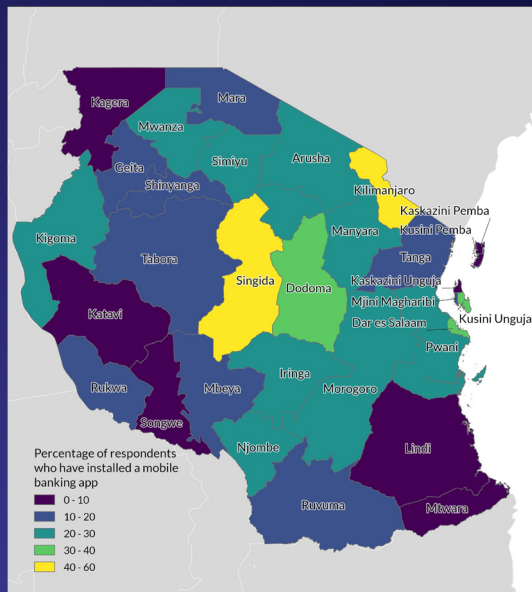 Kagera
Mara
Mwanza
Simiyu
Arusha
Geita
Shinyanga
Kilimanjaro
Kaskazini Pemba
Kusini Pemba
Manyara
Kigoma
Tabora
Tanga
Singida
Dodoma
Kaskazini Unguja
Mjini Magharibi
Kusini Unguja
Dar es Salaam
Katavi
Pwani
Iringa
Rukwa
Mbeya
Morogoro
Songwe
Njombe
Lindi
Ruvuma
Mtwara
Percentage of respondents
who have installed a mobile
banking app
0 - 10
10 - 20
20 - 30
30 - 40
40 - 60